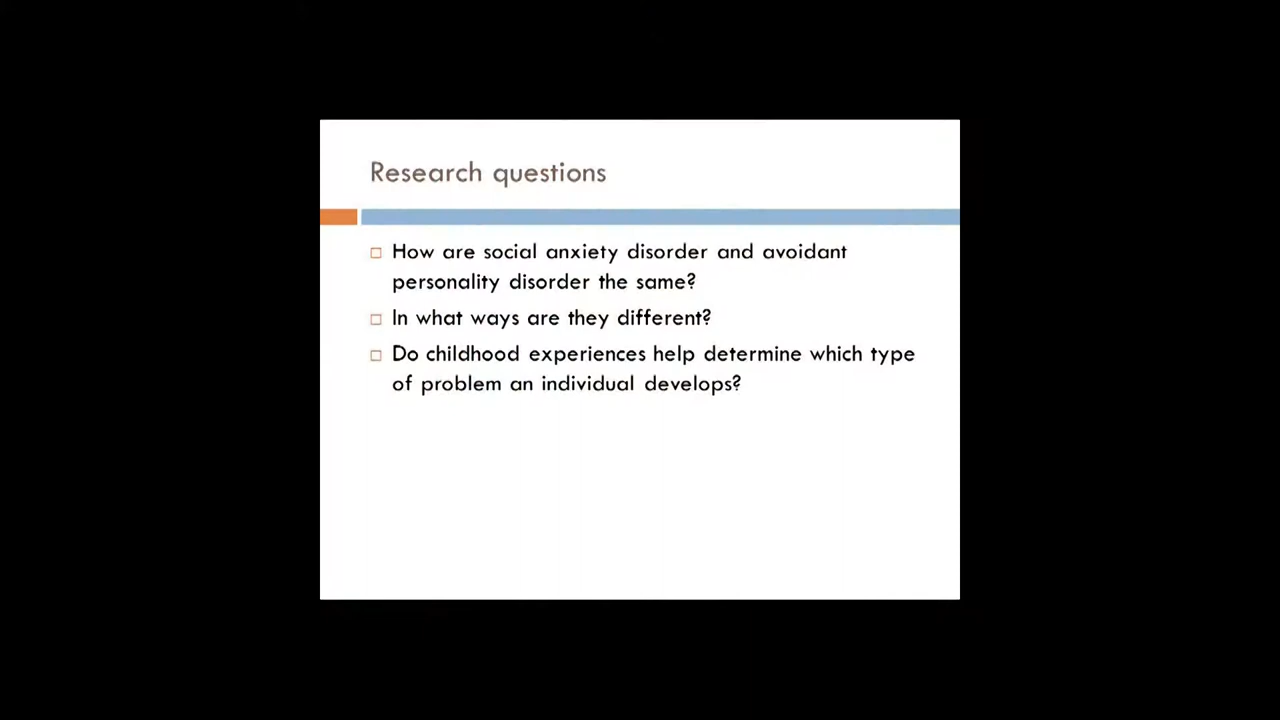 Research questions
How are social anxiety disorder and avoidant
personality disorder the same?
In what ways are they different?
Do childhood experiences help determine which type
of problem an individual develops?